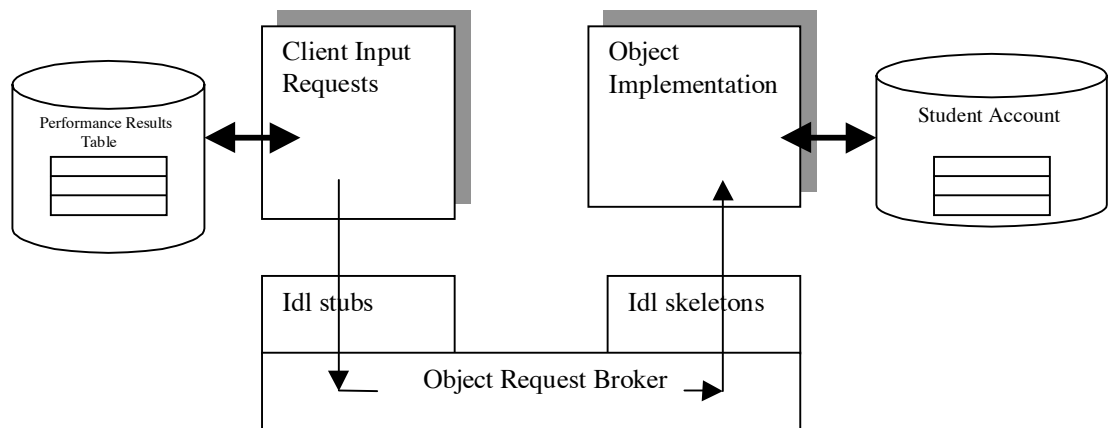 Client Input
Requests
Object
Implementation
Performance Results
Table
Student Account
Idl stubs
Idl skeletons
Object Request Broker